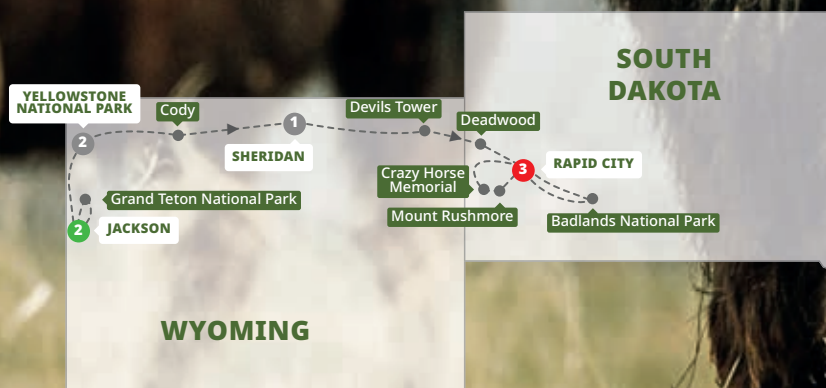 SOUTH
DAKOTA
YELLOWSTONE
NATIONAL PARK
Cody
Devils Tower
Deadwood
2
1
SHERIDAN
3
RAPID CITY
Crazy Horse
Memorial
Grand Teton National Park
Mount Rushmore
Badlands National Park
2
JACKSON
WYOMING